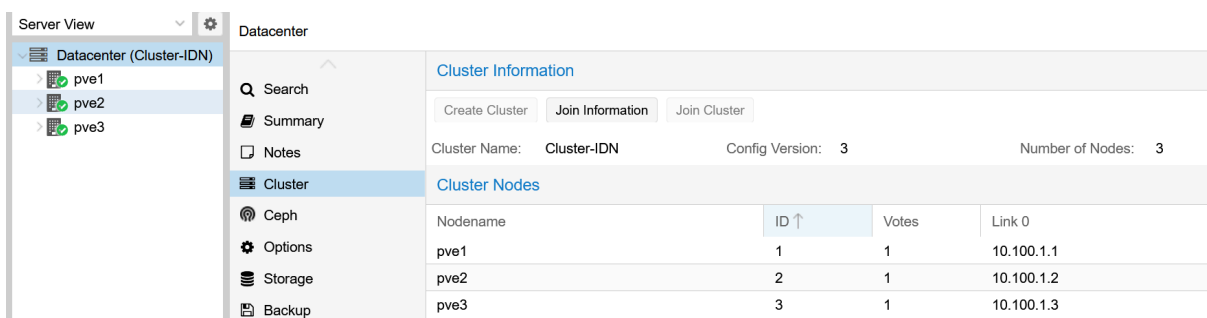 Server View
Datacenter (Cluster-IDN)
pve1
pve2
pve3
Datacenter
Search
Summary
Notes
Cluster
Ceph
Options
Storage
Backup
Cluster Information
Create Cluster Join Information Join Cluster
Cluster Name: Cluster-IDN Config Version: 3 Number of Nodes: 3
Cluster Nodes
Nodename ID↑ Votes Link 0
pve1 1 1 10.100.1.1
pve2 2 1 10.100.1.2
pve3 3 1 10.100.1.3